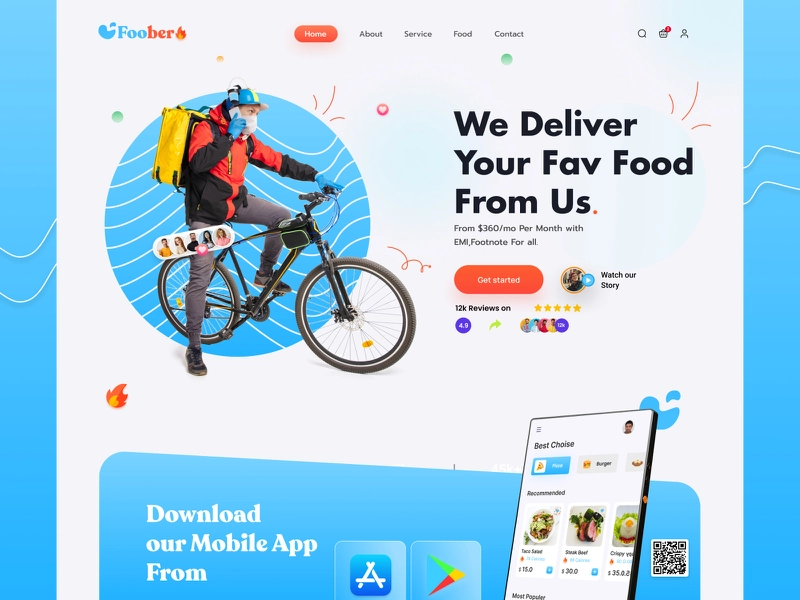 Foober
Home
About
Service
Food
Contact
We Deliver
Your Fav Food
From Us.
From $360/mo Per Month with
EMI,Footnote For all.
Get started
Watch our
Story
12k Reviews on
4.9
12k
Best Choise
Pizza
Burger
Recommended
Taco Salad
Steak Beef
Crispy
$ 15.0
$ 30.0
$ 35.0
Most Populer
Download
our Mobile App
From